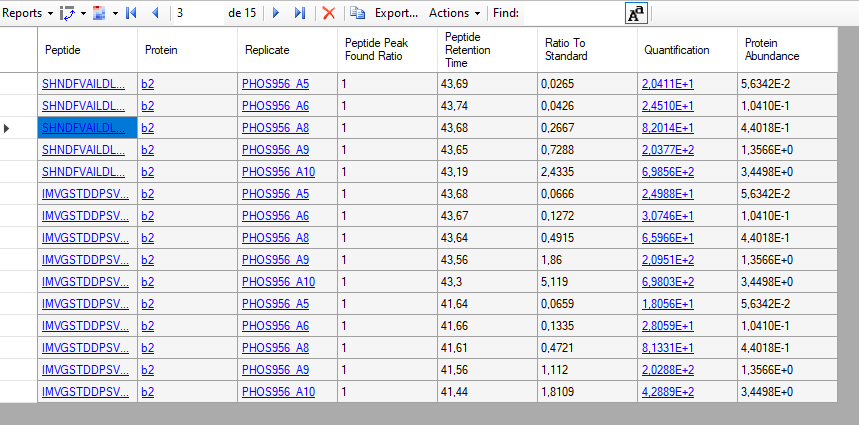 Reports 3 de 15 Export... Actions Find: Aa
Peptide Protein Replicate Peptide Peak Found Ratio Peptide Retention Time Ratio To Standard Quantification Protein Abundance
SHNDFVAILDL... b2 PHOS956_A5 1 43,69 0,0265 2,0411E+1 5,6342E-2
SHNDFVAILDL... b2 PHOS956_A6 1 43,74 0,0426 2,4510E+1 1,0410E-1
SHNDFVAILDL... b2 PHOS956_A8 1 43,68 0,2667 8,2014E+1 4,4018E-1
SHNDFVAILDL... b2 PHOS956_A9 1 43,65 0,7288 2,0377E+2 1,3566E+0
SHNDFVAILDL... b2 PHOS956_A10 1 43,19 2,4335 6,9856E+2 3,4498E+0
IMVGSTDDPSV... b2 PHOS956_A5 1 43,68 0,0666 2,4988E+1 5,6342E-2
IMVGSTDDPSV... b2 PHOS956_A6 1 43,67 0,1272 3,0746E+1 1,0410E-1
IMVGSTDDPSV... b2 PHOS956_A8 1 43,64 0,4915 6,5966E+1 4,4018E-1
IMVGSTDDPSV... b2 PHOS956_A9 1 43,56 1,86 2,0951E+2 1,3566E+0
IMVGSTDDPSV... b2 PHOS956_A10 1 43,3 5,119 6,9803E+2 3,4498E+0
IMVGSTDDPSV... b2 PHOS956_A5 1 41,64 0,0659 1,8056E+1 5,6342E-2
IMVGSTDDPSV... b2 PHOS956_A6 1 41,66 0,1335 2,8059E+1 1,0410E-1
IMVGSTDDPSV... b2 PHOS956_A8 1 41,61 0,4721 8,1331E+1 4,4018E-1
IMVGSTDDPSV... b2 PHOS956_A9 1 41,56 1,112 2,0288E+2 1,3566E+0
IMVGSTDDPSV... b2 PHOS956_A10 1 41,44 1,8109 4,2889E+2 3,4498E+0